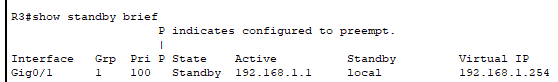 R3#show standby brief
P indicates configured to preempt.
|
Interface Grp Pri P State Active Standby Virtual IP
Gig0/1 1 100 Standby 192.168.1.1 local 192.168.1.254